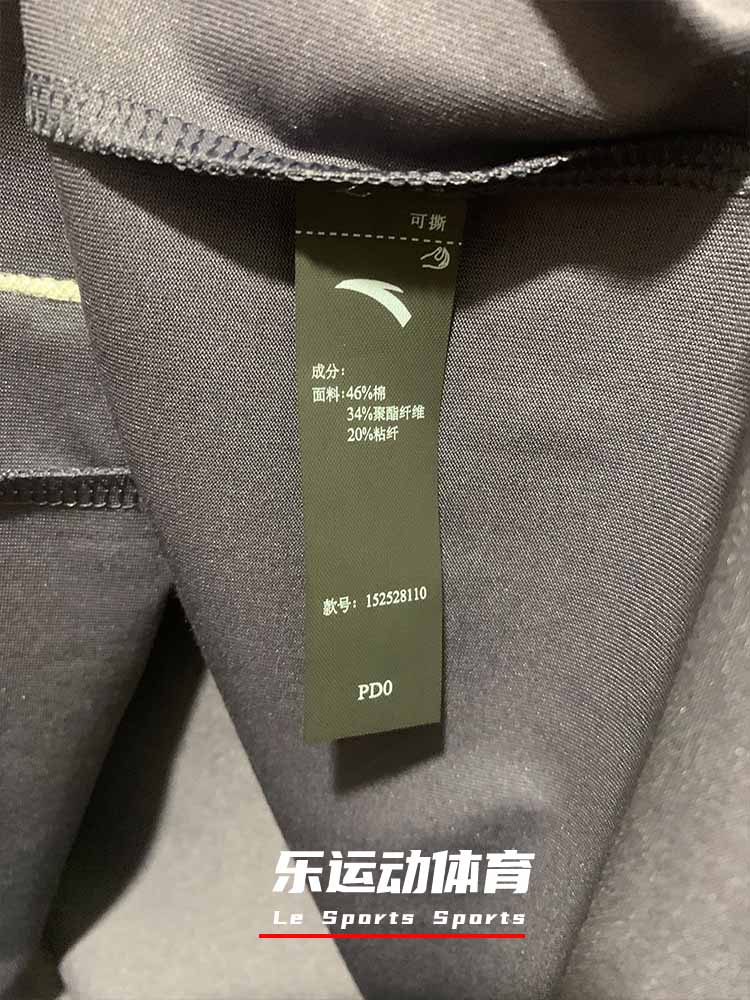 可撕
成分：
面料：46%棉
34%聚酯纤维
20%粘纤
款号：152528110
PD0
乐运动体育
Le Sports Sports